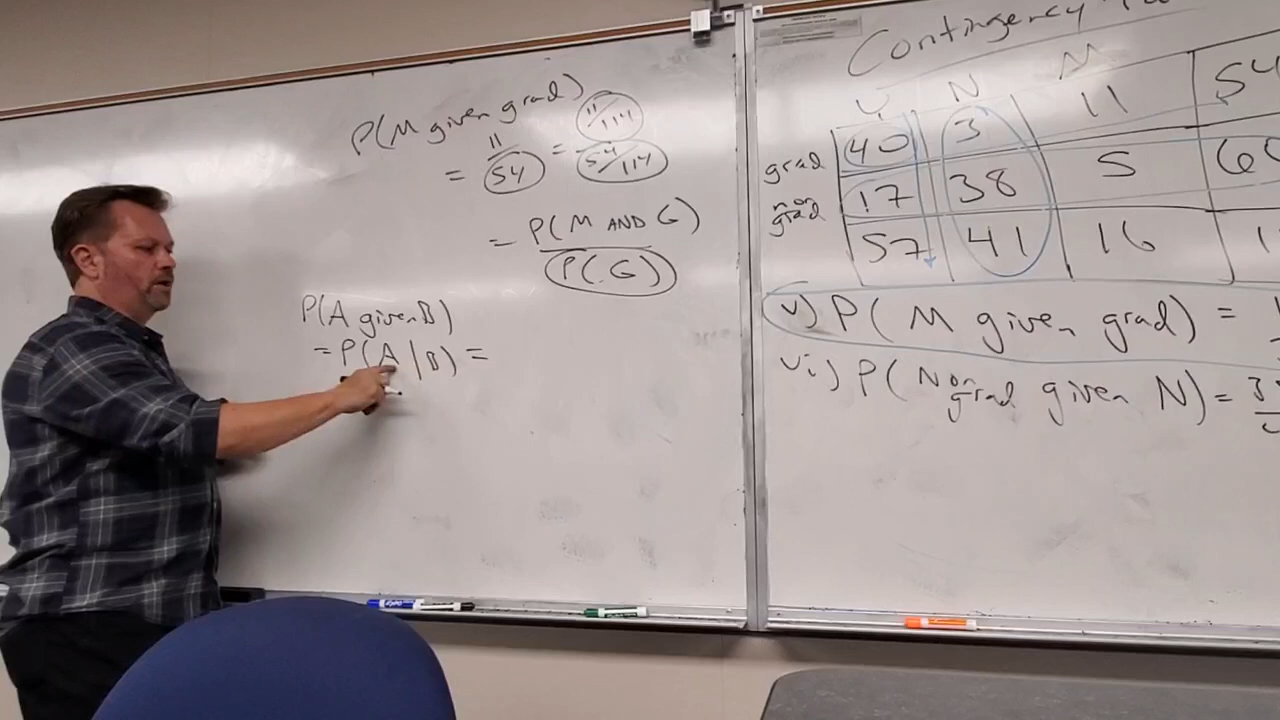 P(M given grad)
= 11/54 = (11/114)/(54/114)
= P(M AND G)/P(G)
P(A given B)
= P(A | B) =
Contingency
Y N M
grad 40 3 11 54
non grad 17 38 5
57 41 16
v) P(M given grad) =
vi) P(Non grad given N) =